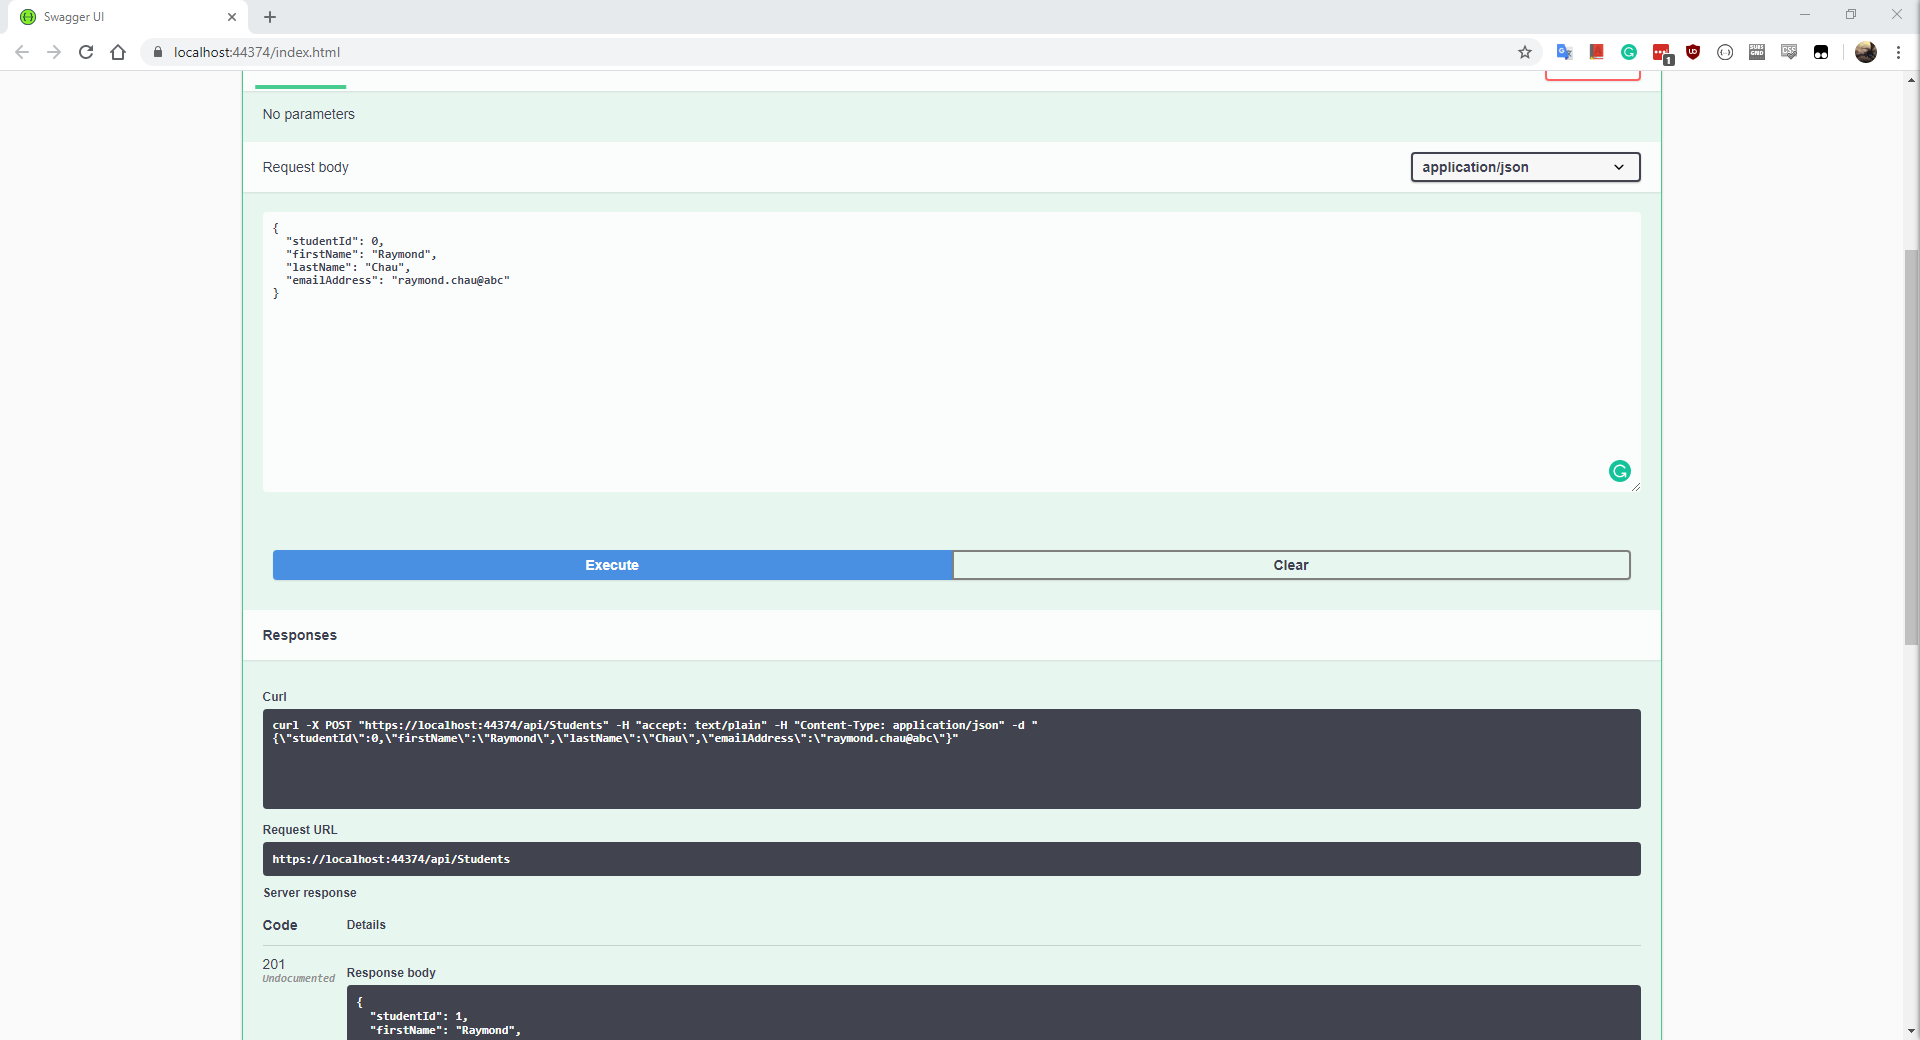 Swagger UI
localhost:44374/index.html
1
No parameters
Request body
application/json
{
  "studentId": 0,
  "firstName": "Raymond",
  "lastName": "Chau",
  "emailAddress": "raymond.chau@abc"
}
Execute
Clear
Responses
Curl
curl -X POST "https://localhost:44374/api/Students" -H "accept: text/plain" -H "Content-Type: application/json" -d "
{\"studentId\":0,\"firstName\":\"Raymond\",\"lastName\":\"Chau\",\"emailAddress\":\"raymond.chau@abc\"}"
Request URL
https://localhost:44374/api/Students
Server response
Code
Details
201
Undocumented
Response body
{
  "studentId": 1,
  "firstName": "Raymond",